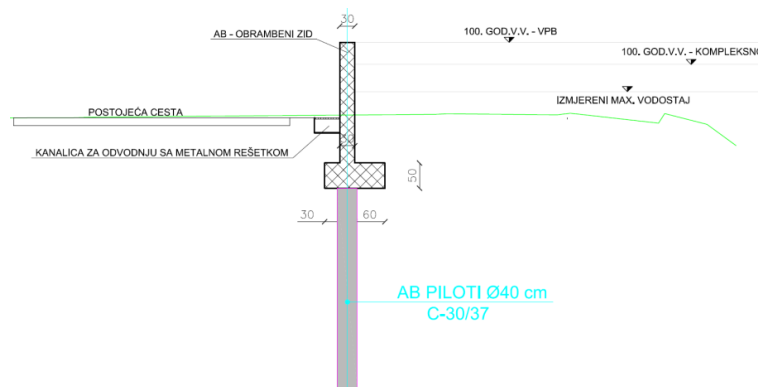 30
AB - OBRAMBENI ZID
100. GOD.V.V. - VPB
100. GOD.V.V. - KOMPLEKSNO
IZMJERENI MAX. VODOSTAJ
POSTOJEĆA CESTA
KANALICA ZA ODVODNJU SA METALNOM REŠETKOM
50
30
60
AB PILOTI Ø40 cm
C-30/37